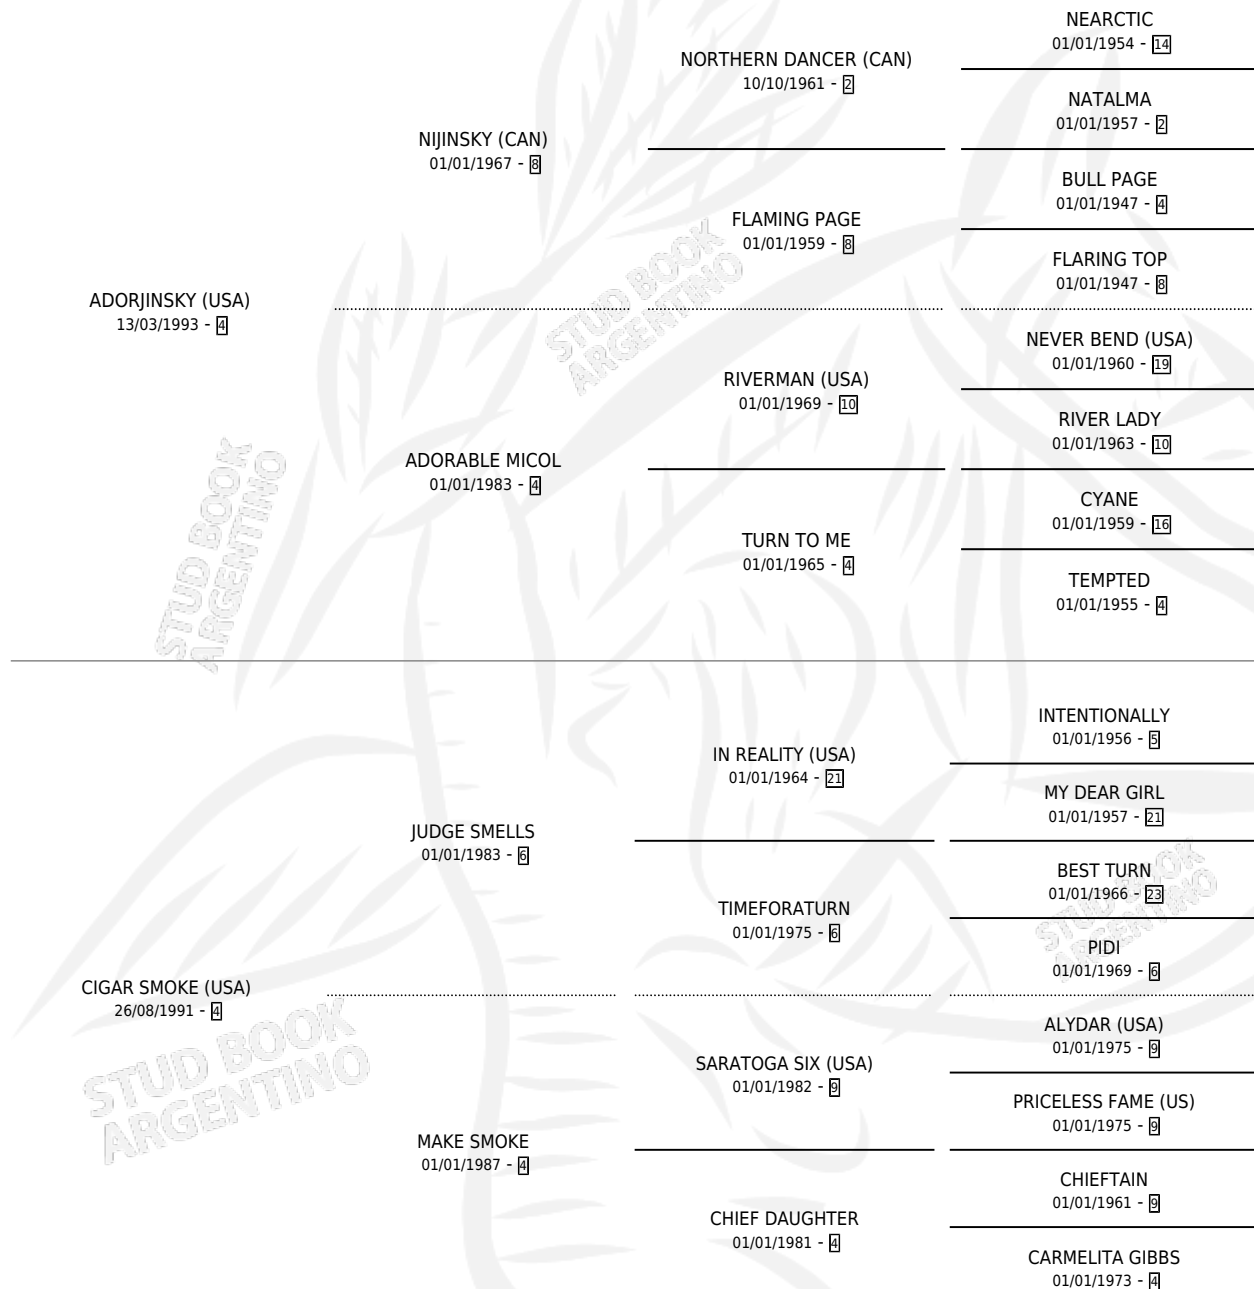 NEARCTIC
01/01/1954 - 14
NORTHERN DANCER (CAN)
10/10/1961 - 2
NATALMA
01/01/1957 - 2
NIJINSKY (CAN)
01/01/1967 - 8
BULL PAGE
01/01/1947 - 4
FLAMING PAGE
01/01/1959 - 8
FLARING TOP
01/01/1947 - 8
ADORJINSKY (USA)
13/03/1993 - 4
NEVER BEND (USA)
01/01/1960 - 19
RIVERMAN (USA)
01/01/1969 - 10
RIVER LADY
01/01/1963 - 10
ADORABLE MICOL
01/01/1983 - 4
CYANE
01/01/1959 - 16
TURN TO ME
01/01/1965 - 4
TEMPTED
01/01/1955 - 4
STUD BOOK
ARGENTINO
STUD BOOK
ARGENTINO
INTENTIONALLY
01/01/1956 - 5
IN REALITY (USA)
01/01/1964 - 21
MY DEAR GIRL
01/01/1957 - 21
JUDGE SMELLS
01/01/1983 - 6
BEST TURN
01/01/1966 - 23
TIMEFORATURN
01/01/1975 - 6
PIDI
01/01/1969 - 6
CIGAR SMOKE (USA)
26/08/1991 - 4
ALYDAR (USA)
01/01/1975 - 9
SARATOGA SIX (USA)
01/01/1982 - 9
PRICELESS FAME (US)
01/01/1975 - 9
MAKE SMOKE
01/01/1987 - 4
CHIEFTAIN
01/01/1961 - 9
CHIEF DAUGHTER
01/01/1981 - 4
CARMELITA GIBBS
01/01/1973 - 4
STUD BOOK
ARGENTINO
STUD BOOK
ARGENTINO